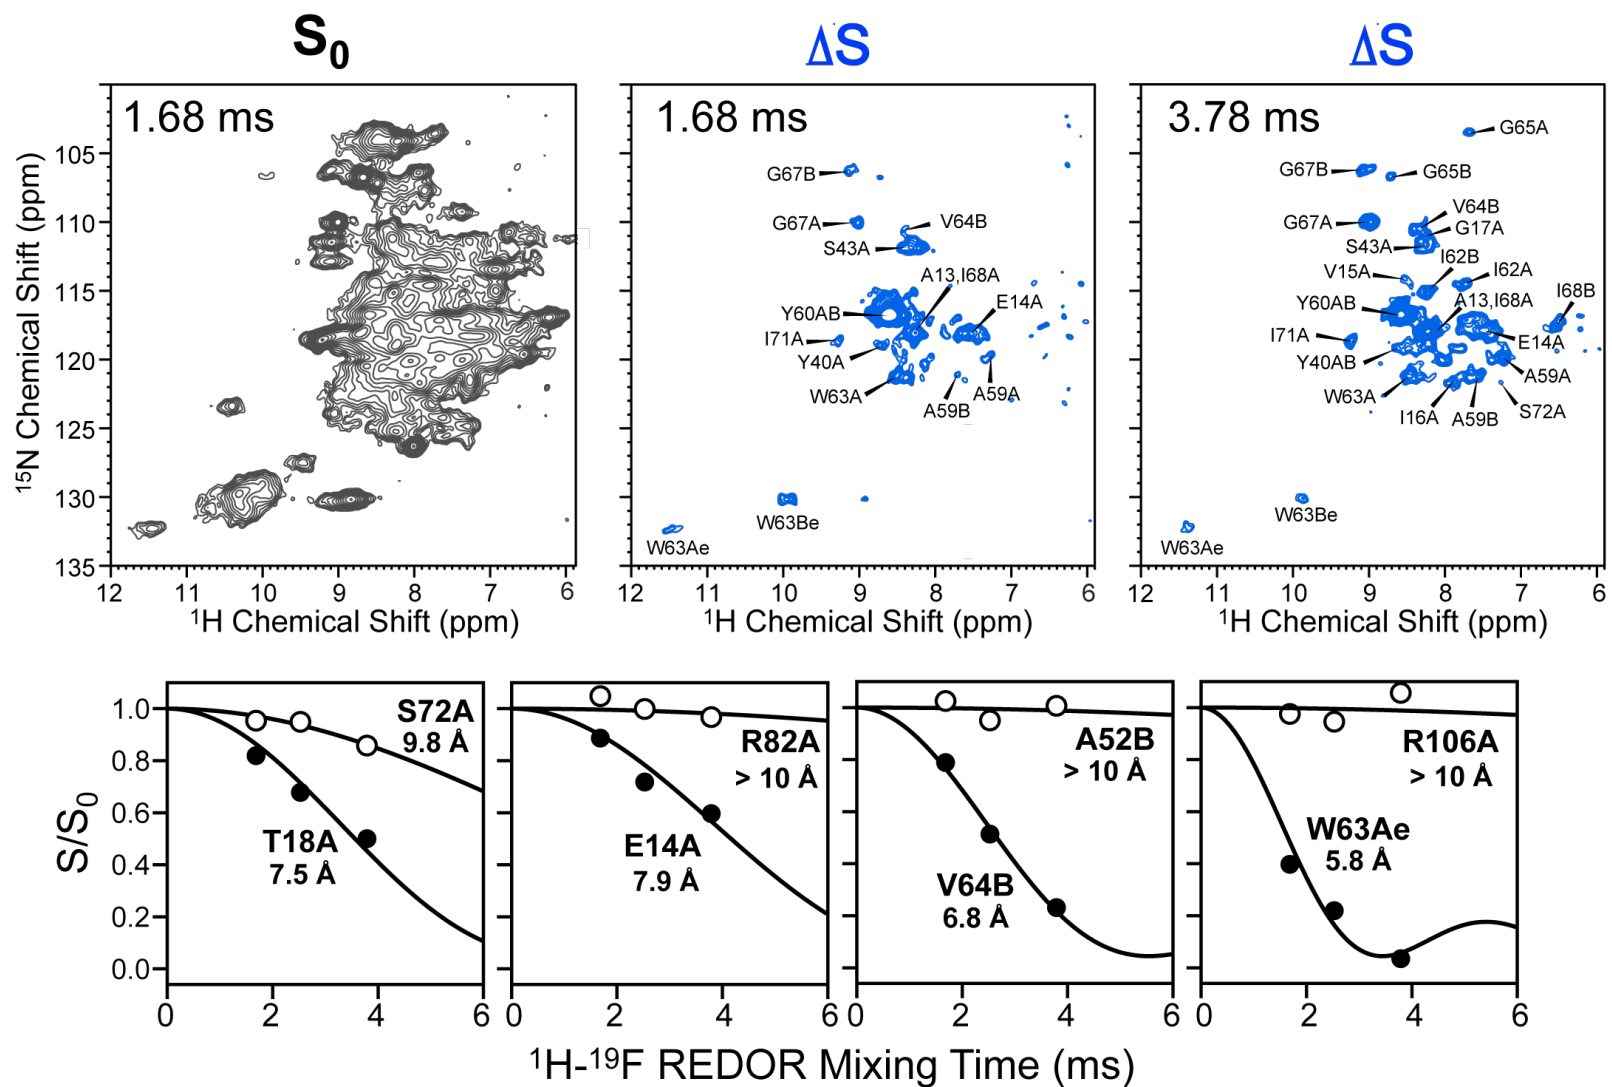 S0
ΔS
ΔS
1.68 ms
1.68 ms
3.78 ms
105
110
115
120
125
130
135
15N Chemical Shift (ppm)
12 11 10 9 8 7 6
1H Chemical Shift (ppm)
G67B
G67A
V64B
S43A
A13,I68A
E14A
Y60AB
I71A
Y40A
W63A
A59A
A59B
W63Be
W63Ae
12 11 10 9 8 7 6
1H Chemical Shift (ppm)
G65A
G67B
G65B
V64B
G67A
G17A
S43A
I62B
V15A
I62A
I68B
Y60AB
A13,I68A
I71A
E14A
Y40AB
A59A
W63A
S72A
I16A
A59B
W63Be
W63Ae
12 11 10 9 8 7 6
1H Chemical Shift (ppm)
S/S0
1.0
0.8
0.6
0.4
0.2
0.0
S72A
9.8 Å
T18A
7.5 Å
R82A
> 10 Å
E14A
7.9 Å
A52B
> 10 Å
V64B
6.8 Å
R106A
> 10 Å
W63Ae
5.8 Å
0 2 4 6
0 2 4 6
0 2 4 6
0 2 4 6
1H-19F REDOR Mixing Time (ms)